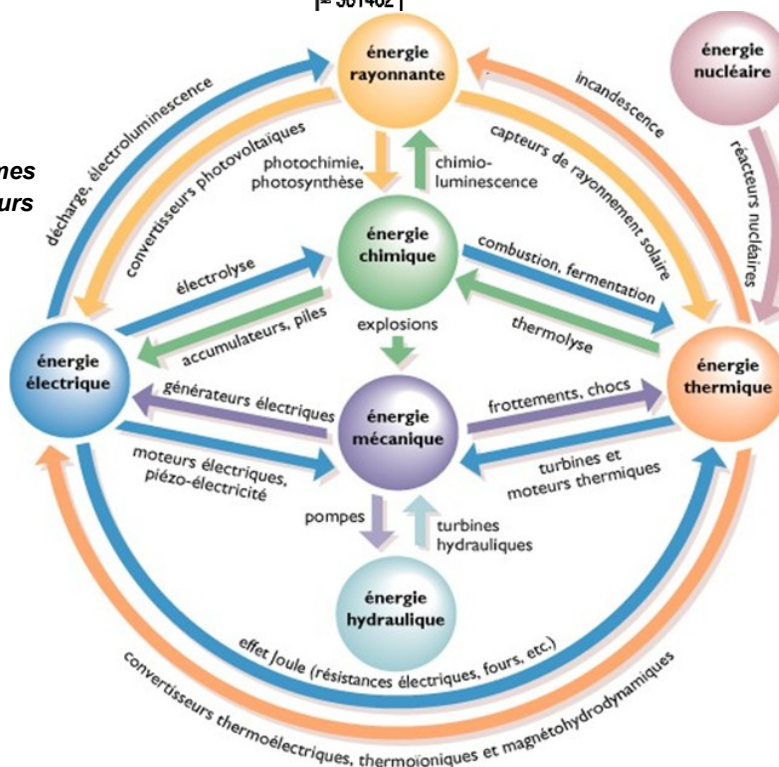 énergie
rayonnante
énergie
nucléaire
décharge, électroluminescence
convertisseurs photovoltaïques
photochimie,
photosynthèse
chimio-
luminescence
capteurs de rayonnement solaire
incandescence
réacteurs nucléaires
énergie
chimique
électrolyse
accumulateurs, piles
combustion, fermentation
thermolyse
explosions
énergie
électrique
énergie
thermique
générateurs électriques
moteurs électriques,
piézo-électricité
énergie
mécanique
frottements, chocs
turbines et
moteurs thermiques
pompes
turbines
hydrauliques
énergie
hydraulique
effet Joule (résistances électriques, fours, etc.)
convertisseurs thermoélectriques, thermoïoniques et magnétohydrodynamiques